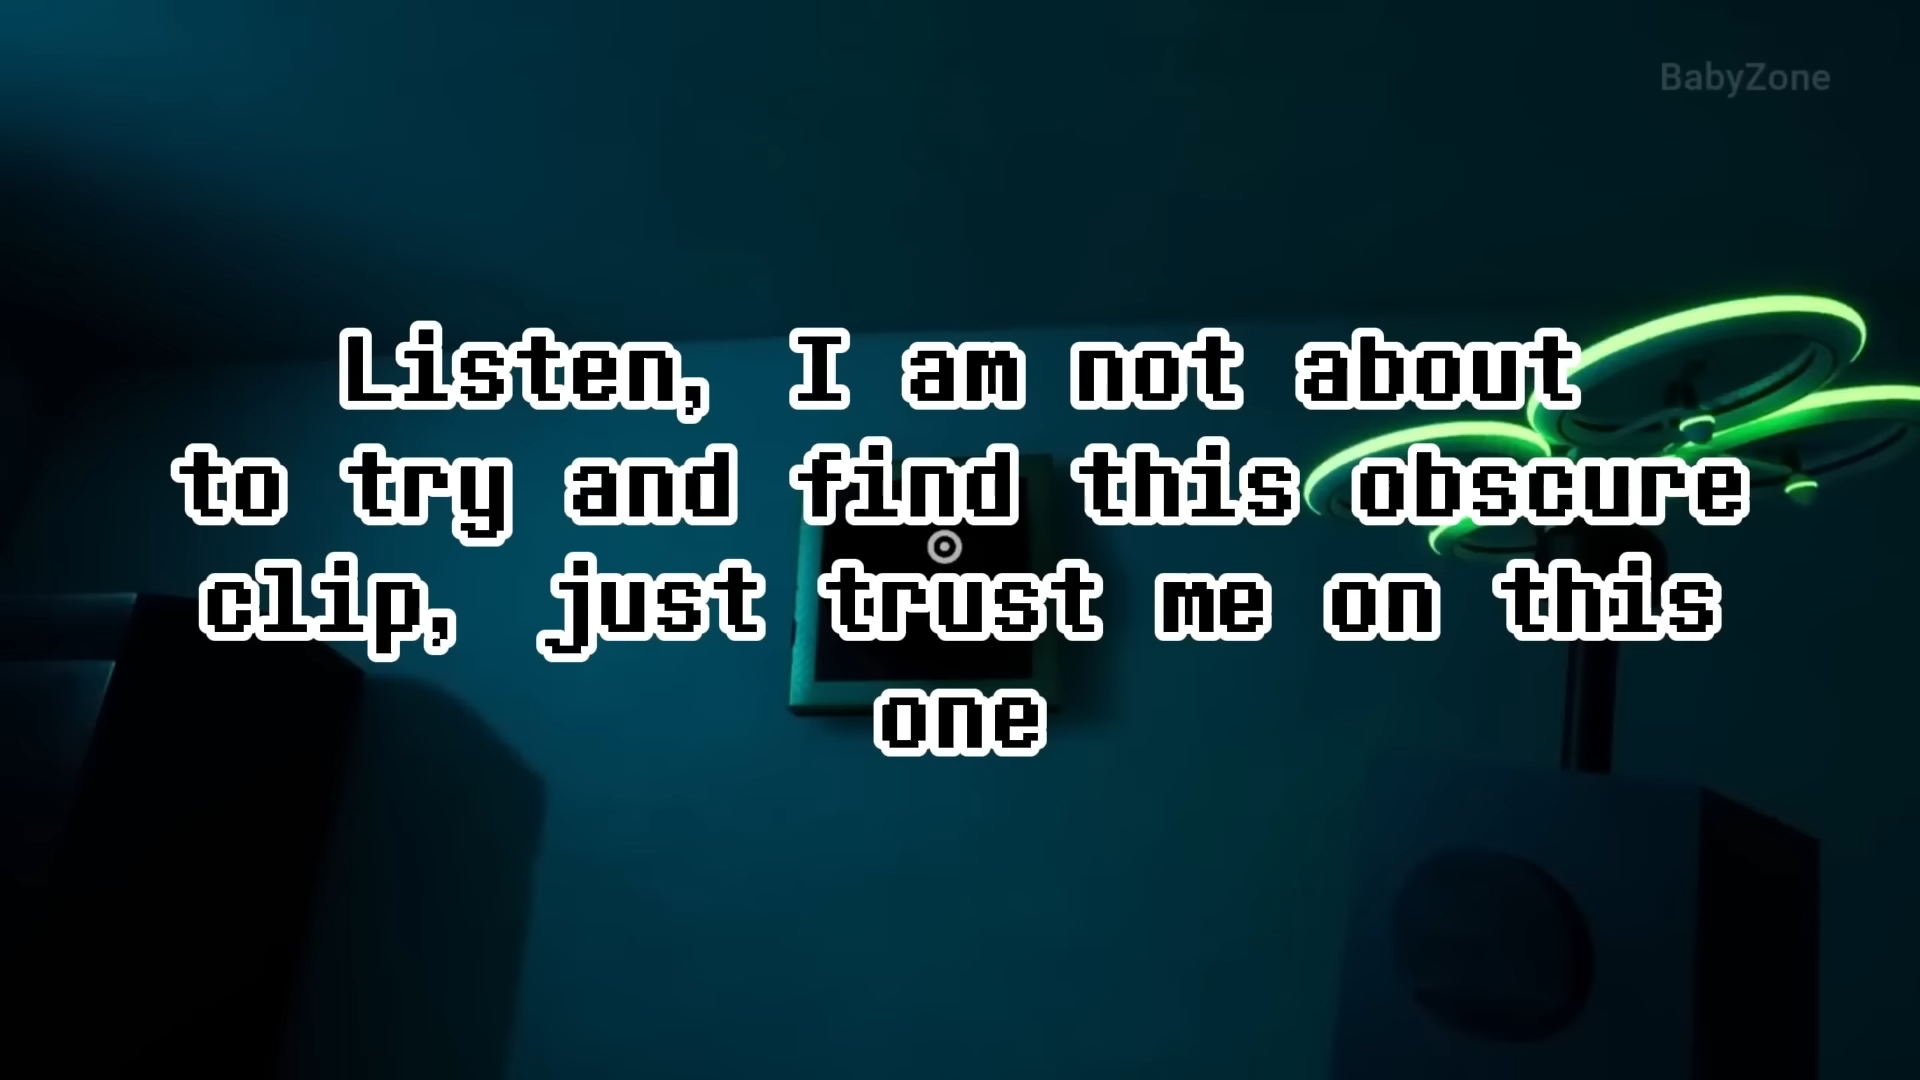 BabyZone
Listen, I am not about
to try and find this obscure
clip, just trust me on this
one